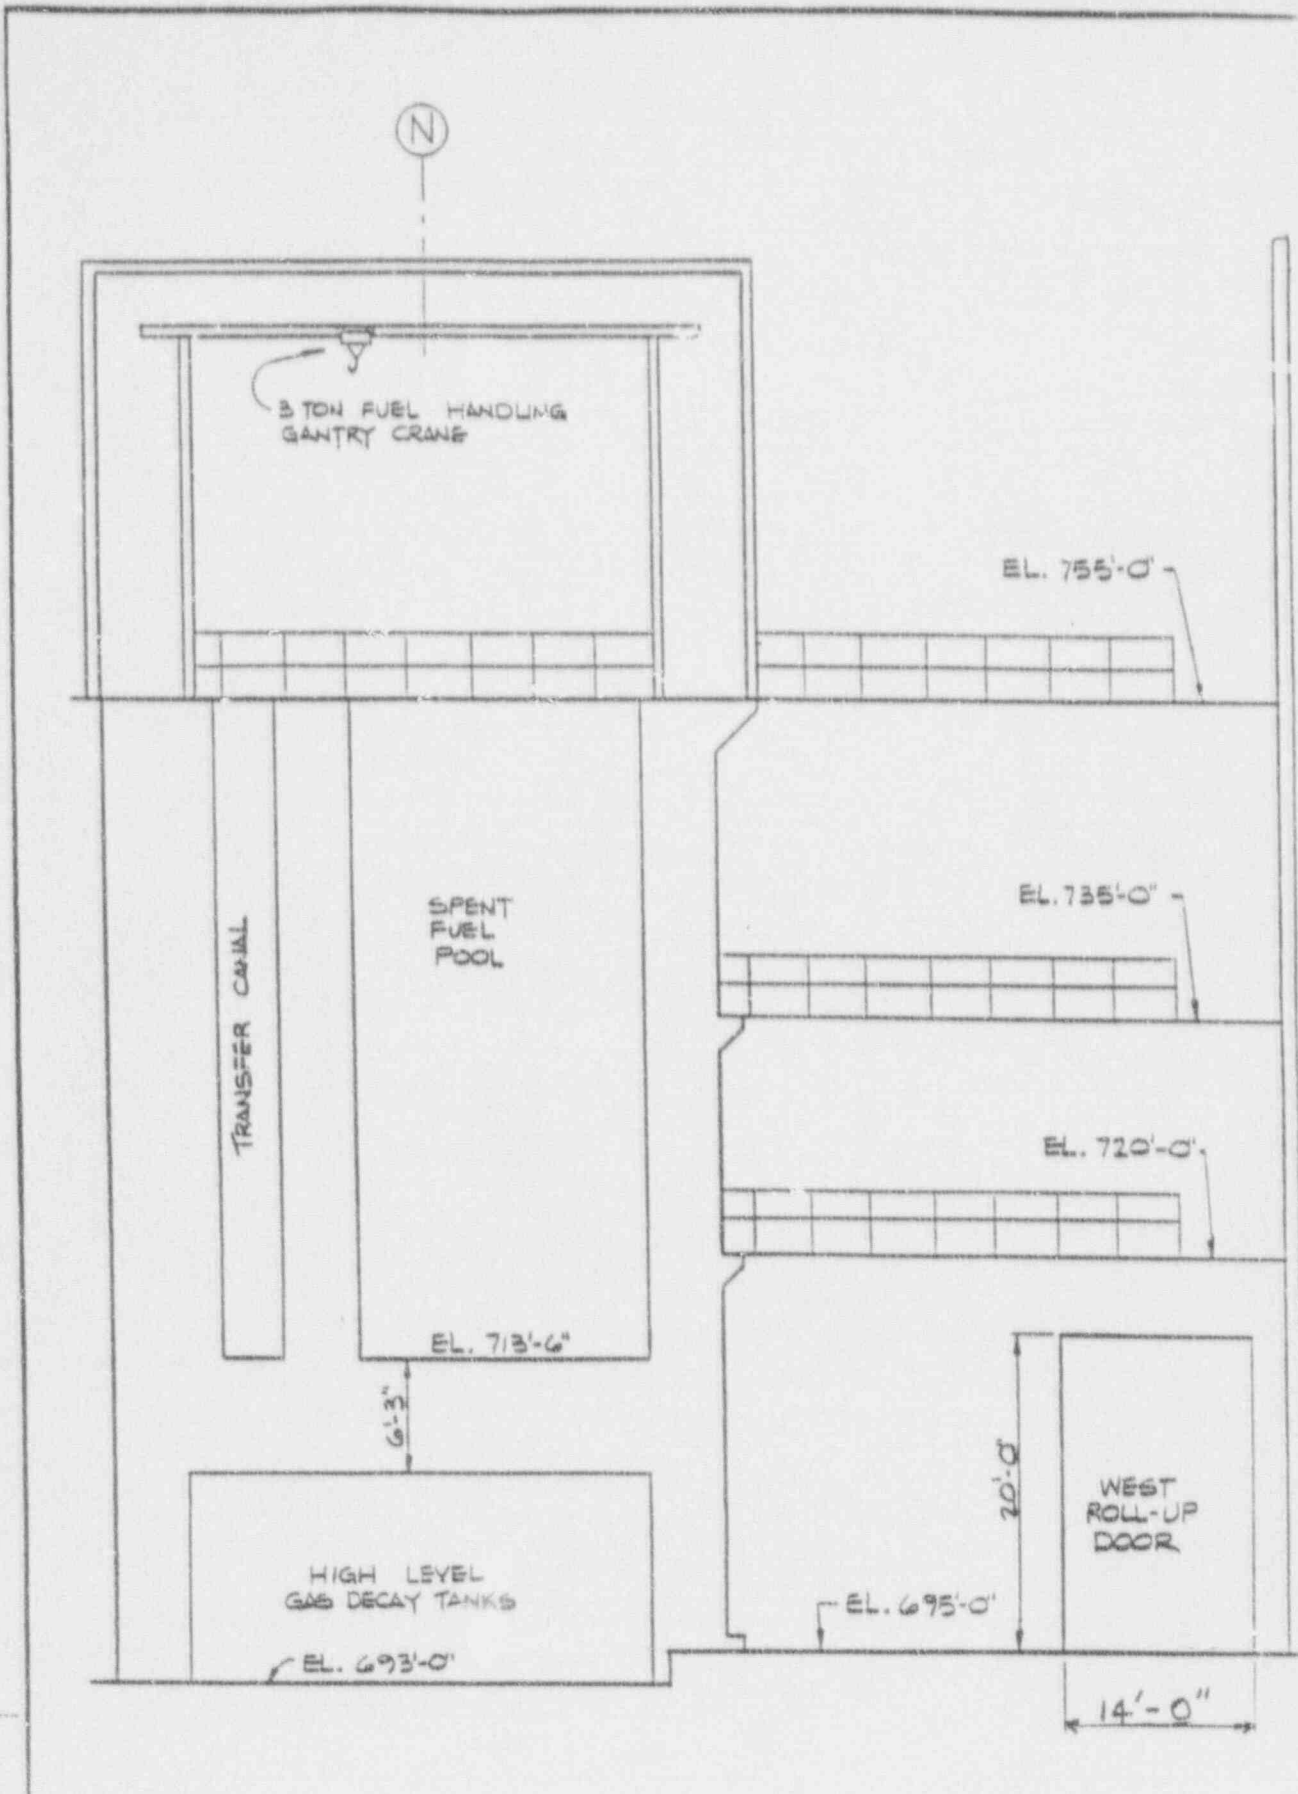 N
3 TON FUEL HANDLING
GANTRY CRANE
EL. 755'-0"
EL. 735'-0"
SPENT
FUEL
POOL
TRANSFER CANAL
EL. 720'-0"
EL. 713'-6"
6'-3"
20'-0"
WEST
ROLL-UP
DOOR
HIGH LEVEL
GAS DECAY TANKS
EL. 695'-0"
EL. 693'-0"
14'-0"